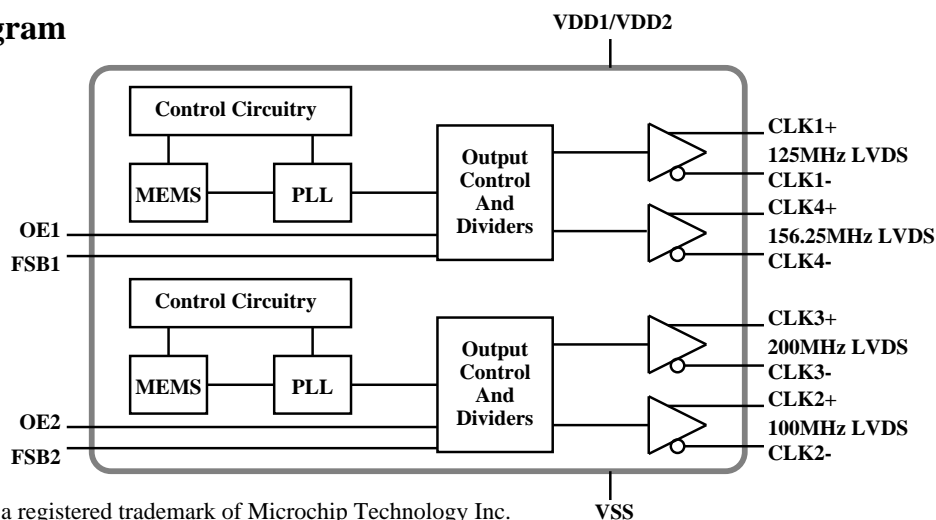 gram
VDD1/VDD2
Control Circuitry
MEMS
PLL
Output
Control
And
Dividers
OE1
FSB1
CLK1+
125MHz LVDS
CLK1-
CLK4+
156.25MHz LVDS
CLK4-
Control Circuitry
MEMS
PLL
Output
Control
And
Dividers
OE2
FSB2
CLK3+
200MHz LVDS
CLK3-
CLK2+
100MHz LVDS
CLK2-
a registered trademark of Microchip Technology Inc.
VSS